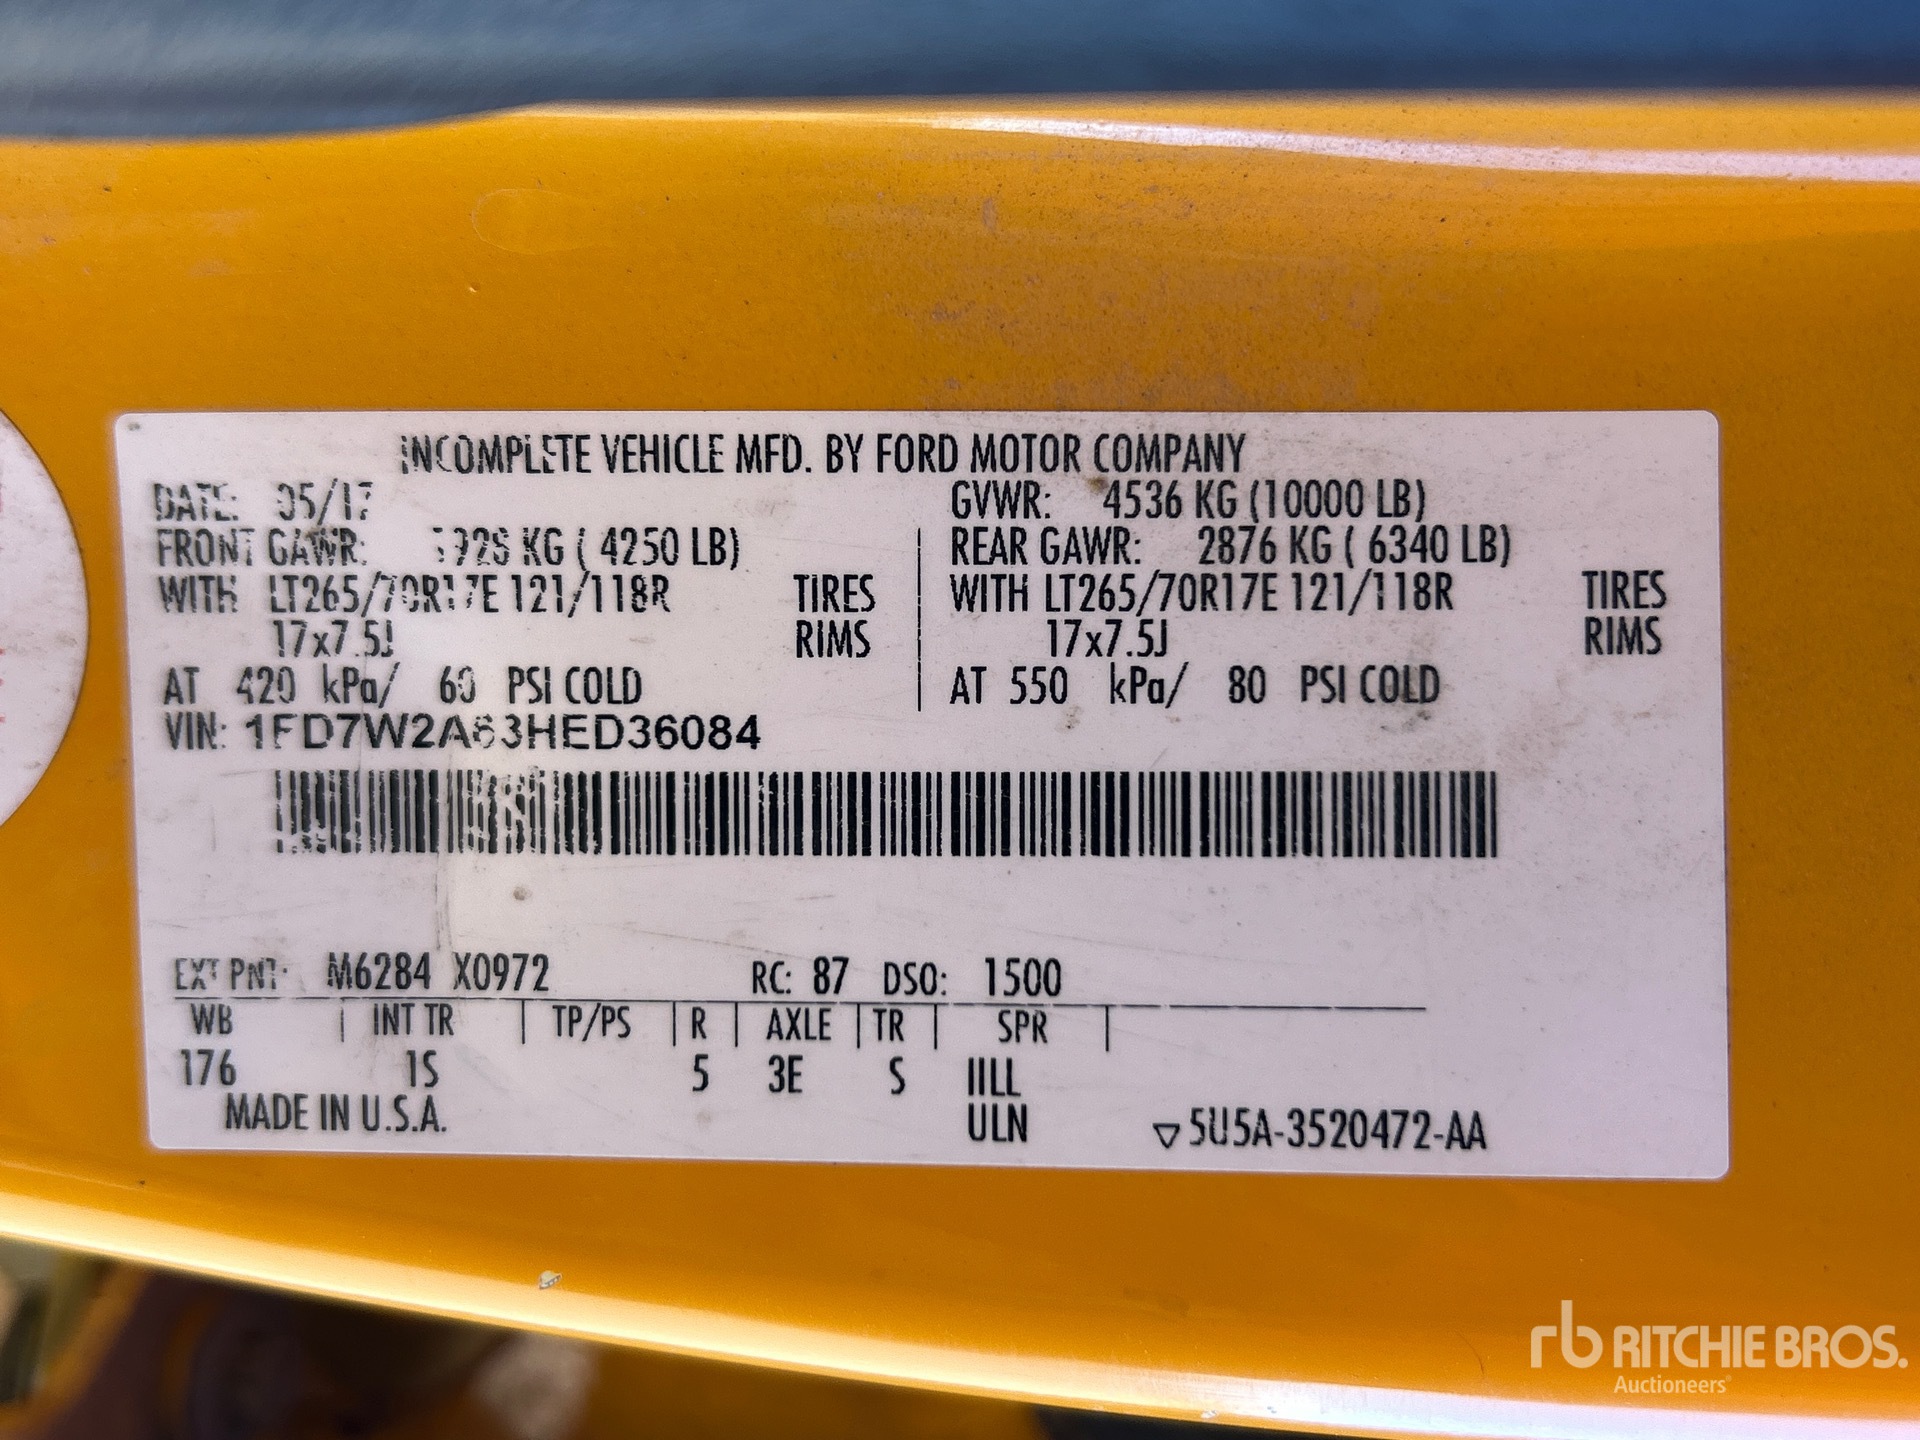 INCOMPLETE VEHICLE MFD. BY FORD MOTOR COMPANY
DATE: 05/17 GVWR: 4536 KG (10000 LB)
FRONT GAWR: 1928 KG ( 4250 LB) REAR GAWR: 2876 KG ( 6340 LB)
WITH LT265/70R17E 121/118R TIRES WITH LT265/70R17E 121/118R TIRES
17x7.5J RIMS 17x7.5J RIMS
AT 420 kPa/ 60 PSI COLD AT 550 kPa/ 80 PSI COLD
VIN: 1FD7W2A63HED36084
EXT PNT: M6284 X0972 RC: 87 DSO: 1500
WB | INT TR | TP/PS | R | AXLE | TR | SPR |
176 1S 5 3E S IILL
MADE IN U.S.A. ULN ▽5U5A-3520472-AA
rb RITCHIE BROS.
Auctioneers®